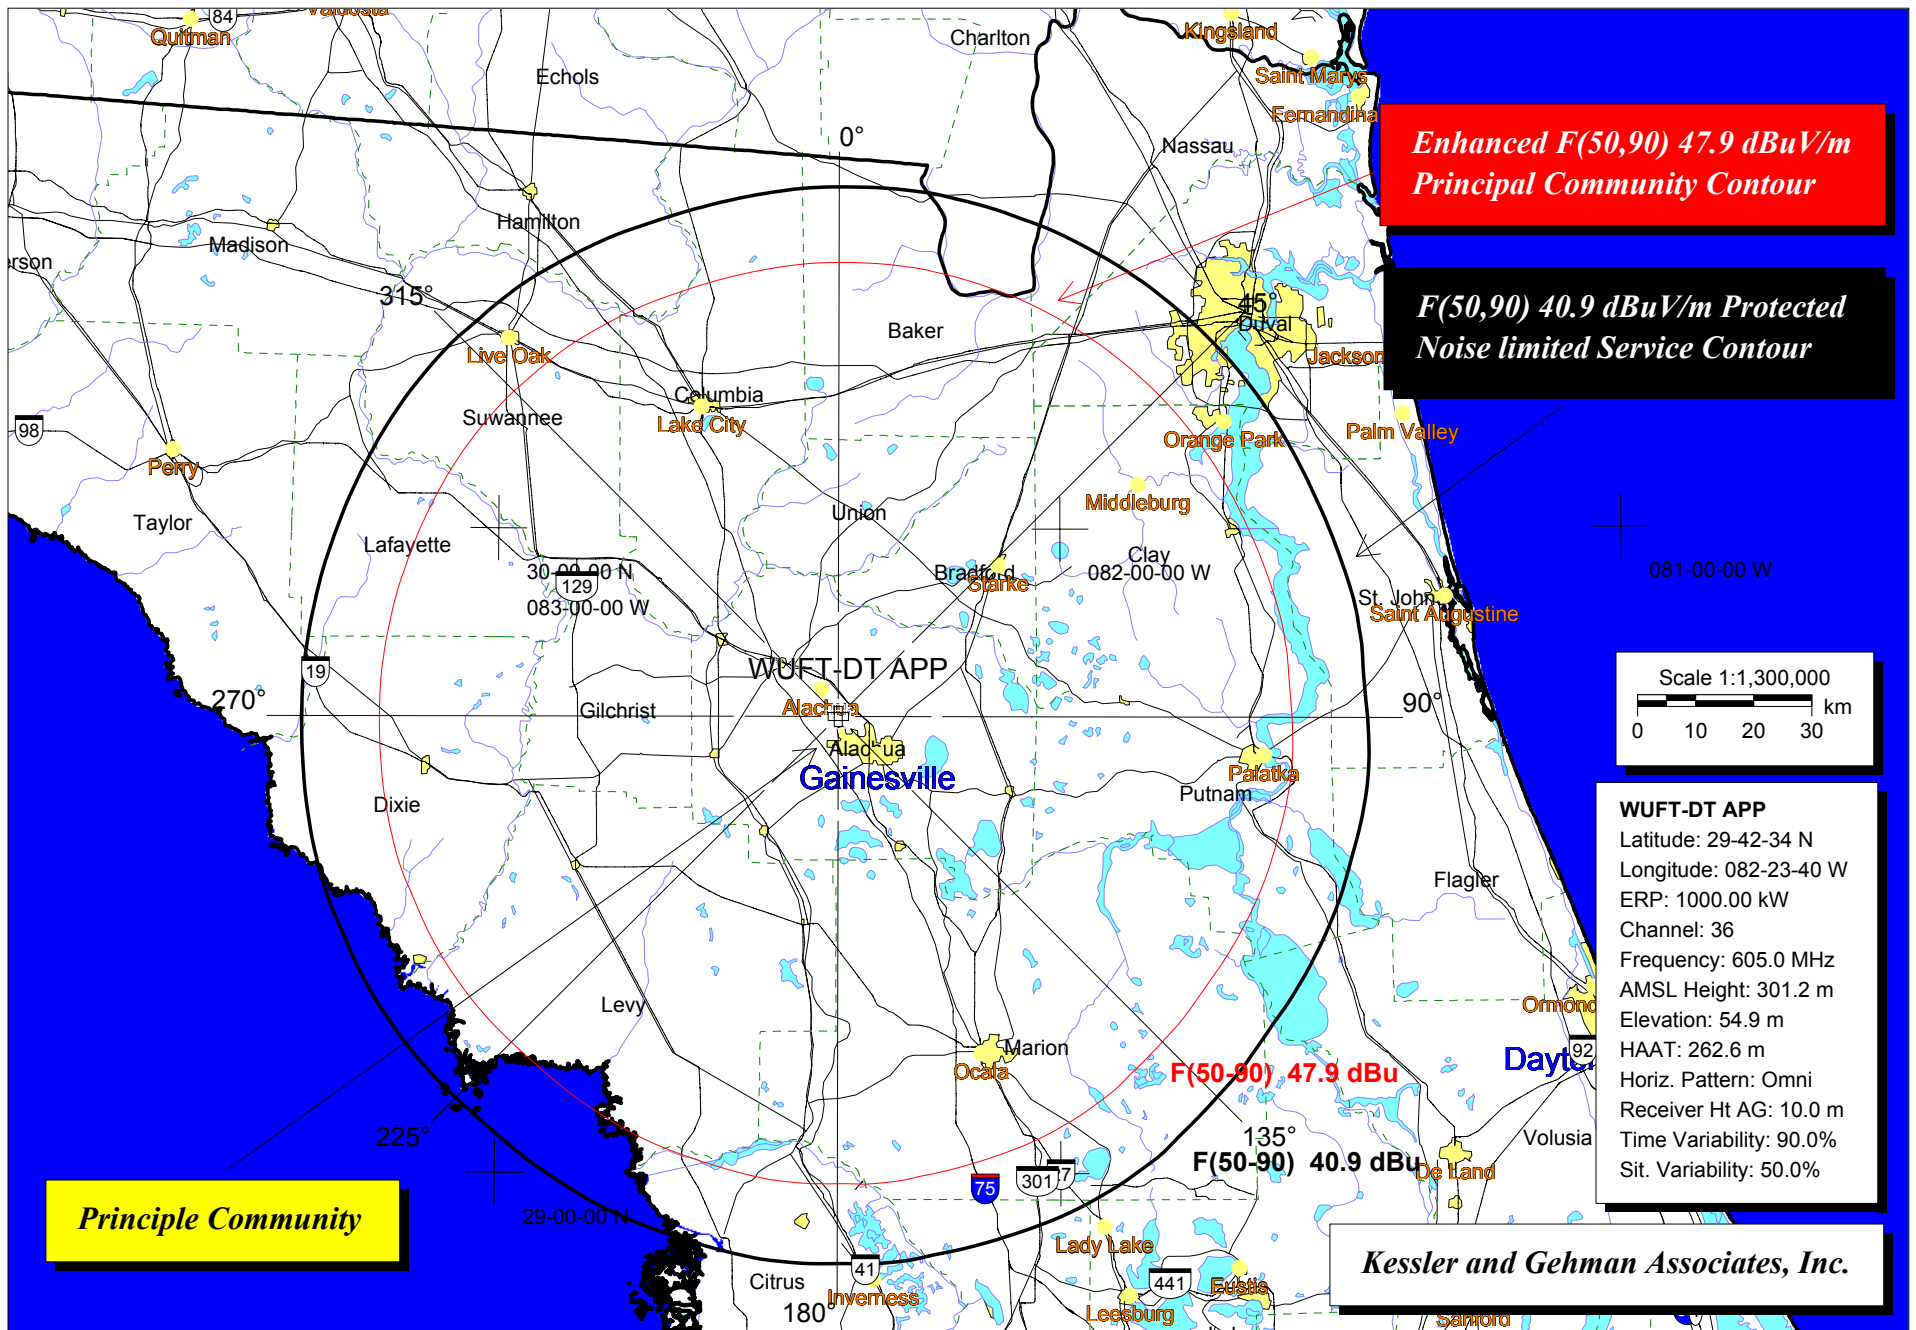 84
Valdosta
Quitman
Echols
Charlton
Kingsland
Saint Marys
Fernandina
Nassau
0°
Enhanced F(50,90) 47.9 dBuV/m
Principal Community Contour
Hamilton
Madison
erson
315°
45°
Duval
Jackson
F(50,90) 40.9 dBuV/m Protected
Noise limited Service Contour
Baker
Live Oak
Columbia
Lake City
Suwannee
98
Perry
Orange Park
Palm Valley
Middleburg
Taylor
Union
Lafayette
Clay
082-00-00 W
081-00-00 W
30-00-00 N
129
083-00-00 W
Bradford
Starke
St. John
Saint Augustine
19
WUFT-DT APP
270°
Gilchrist
Alachua
90°
Scale 1:1,300,000
km
0 10 20 30
Alachua
Gainesville
Palatka
Putnam
Dixie
Flagler
WUFT-DT APP
Latitude: 29-42-34 N
Longitude: 082-23-40 W
ERP: 1000.00 kW
Channel: 36
Frequency: 605.0 MHz
AMSL Height: 301.2 m
Elevation: 54.9 m
HAAT: 262.6 m
Horiz. Pattern: Omni
Receiver Ht AG: 10.0 m
Time Variability: 90.0%
Sit. Variability: 50.0%
Levy
Ormond
92
Dayto
Marion
Ocala
F(50-90) 47.9 dBu
225°
135°
F(50-90) 40.9 dBu
Volusia
De Land
75
301
7
Principle Community
29-00-00 N
Lady Lake
Kessler and Gehman Associates, Inc.
41
Citrus
180°
Inverness
441
Eustis
Leesburg
Sanford